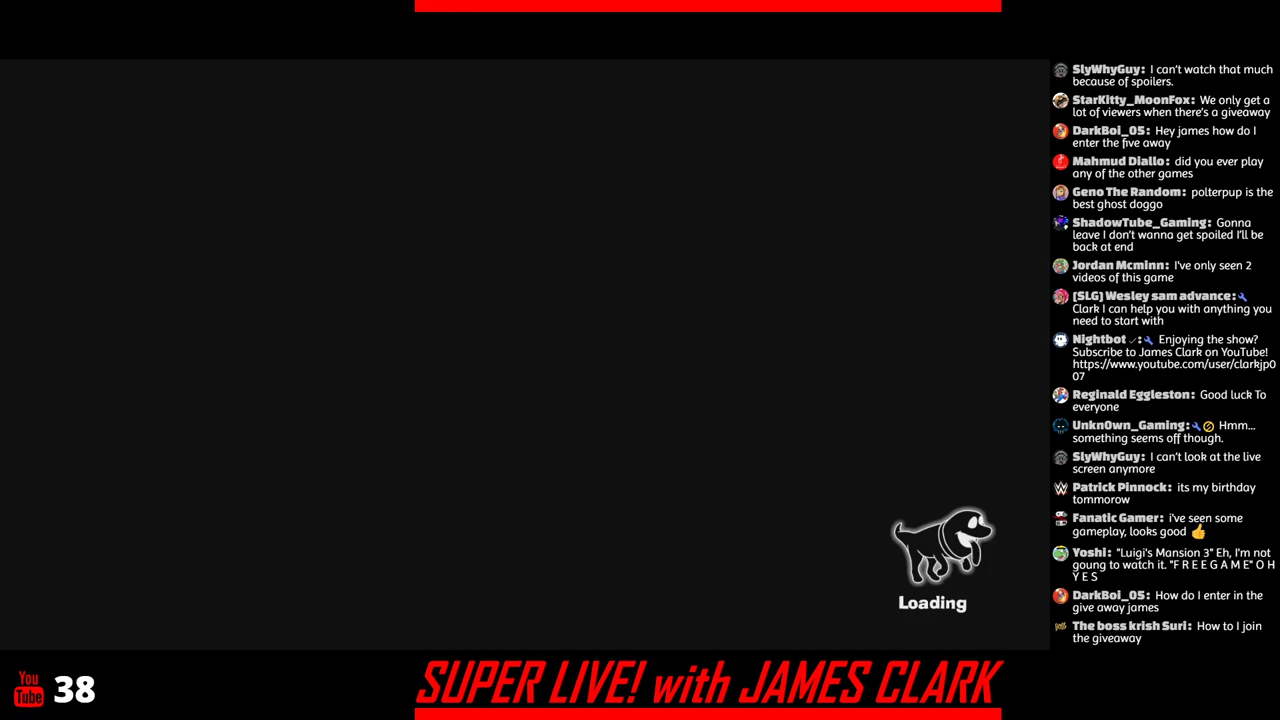 SlyWhyGuy: I can't watch that much
because of spoilers.
StarKitty_MoonFox: We only get a
lot of viewers when there's a giveaway
DarkBoi_05: Hey james how do I
enter the five away
Mahmud Diallo: did you ever play
any of the other games
Geno The Random: polterpup is the
best ghost doggo
ShadowTube_Gaming: Gonna
leave I don't wanna get spoiled I'll be
back at end
Jordan Mcminn: I've only seen 2
videos of this game
[SLG] Wesley sam advance:
Clark I can help you with anything you
need to start with
Nightbot ✓: Enjoying the show?
Subscribe to James Clark on YouTube!
https://www.youtube.com/user/clarkjp0
07
Reginald Eggleston: Good luck To
everyone
Unkn0wn_Gaming: Hmm...
something seems off though.
SlyWhyGuy: I can't look at the live
screen anymore
Patrick Pinnock: its my birthday
tommorow
Fanatic Gamer: i've seen some
gameplay, looks good 👍
Yoshi: "Luigi's Mansion 3" Eh, I'm not
goung to watch it. "F R E E G A M E" O H
Y E S
DarkBoi_05: How do I enter in the
give away james
The boss krish Suri: How to I join
the giveaway
Loading
You
Tube
38
SUPER LIVE! with JAMES CLARK